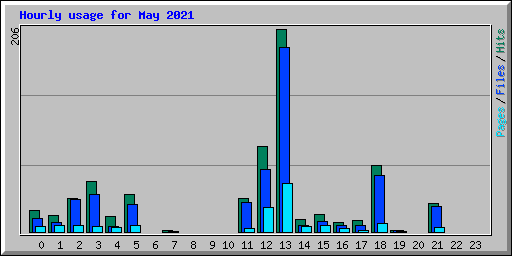 Hourly usage for May 2021
206
Pages/Files/Hits
0 1 2 3 4 5 6 7 8 9 10 11 12 13 14 15 16 17 18 19 20 21 22 23